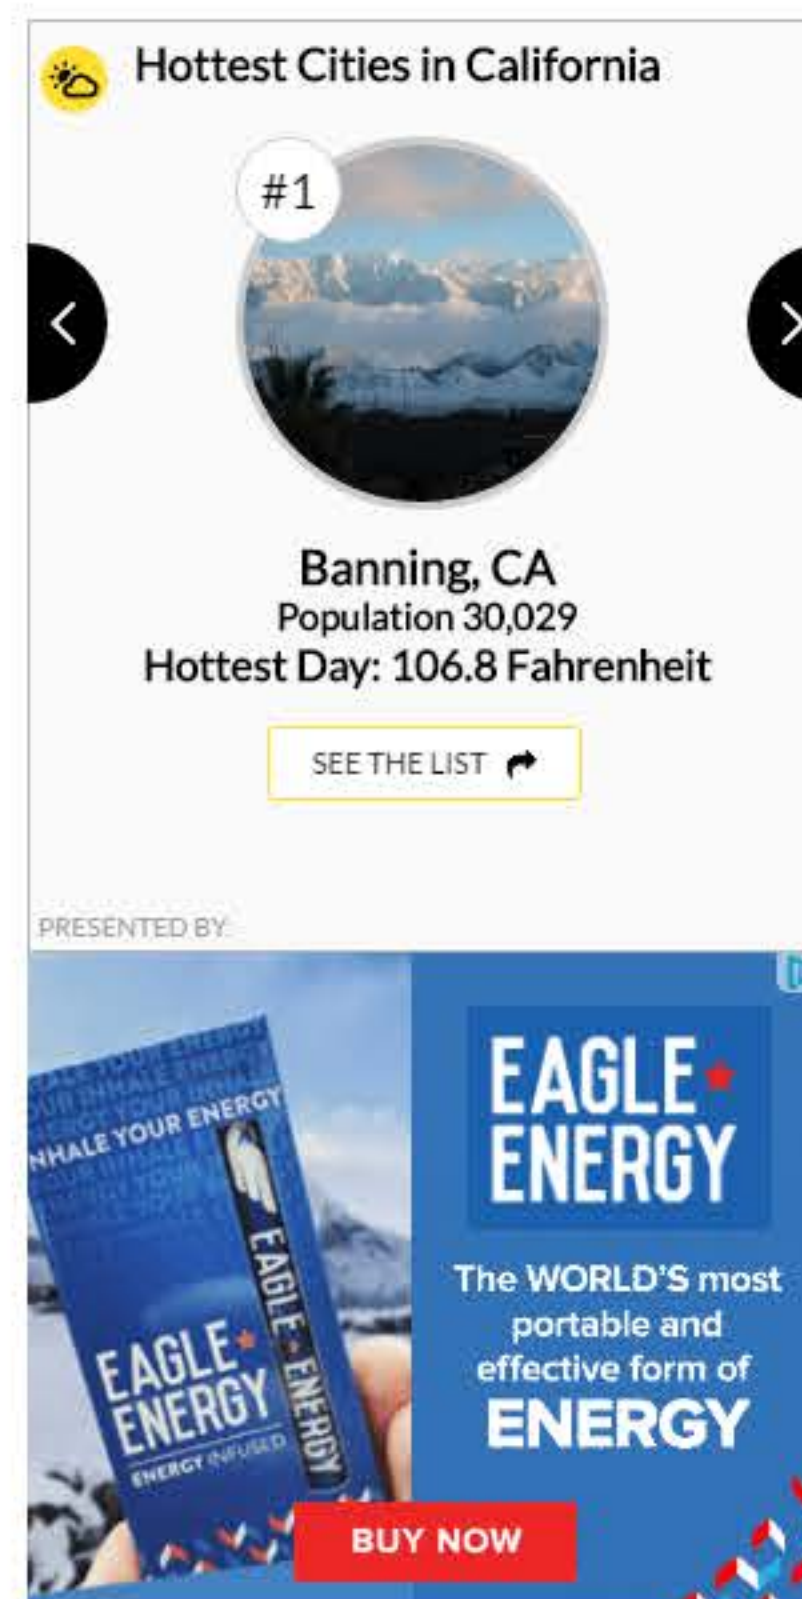 Hottest Cities in California
#1
Banning, CA
Population 30,029
Hottest Day: 106.8 Fahrenheit
SEE THE LIST
PRESENTED BY:
INHALE YOUR ENERGY
EAGLE ENERGY
EAGLE
ENERGY
ENERGY INFUSED
EAGLE
ENERGY
The WORLD'S most
portable and
effective form of
ENERGY
BUY NOW